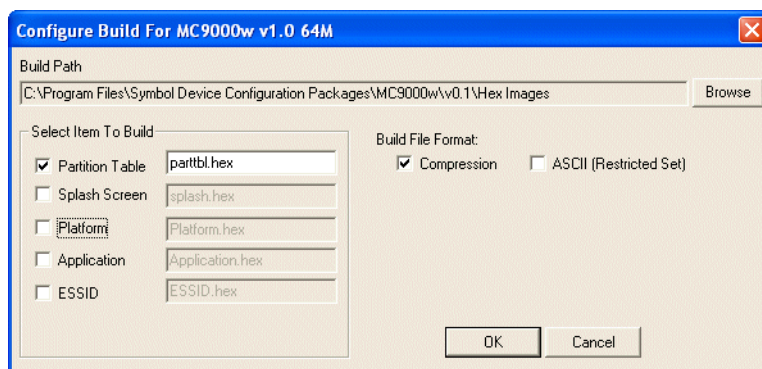 Configure Build For MC9000w v1.0 64M
Build Path
C:\Program Files\Symbol Device Configuration Packages\MC9000w\v0.1\Hex Images
Browse
Select Item To Build
Partition Table parttbl.hex
Splash Screen splash.hex
Platform Platform.hex
Application Application.hex
ESSID ESSID.hex
Build File Format:
Compression ASCII (Restricted Set)
OK Cancel